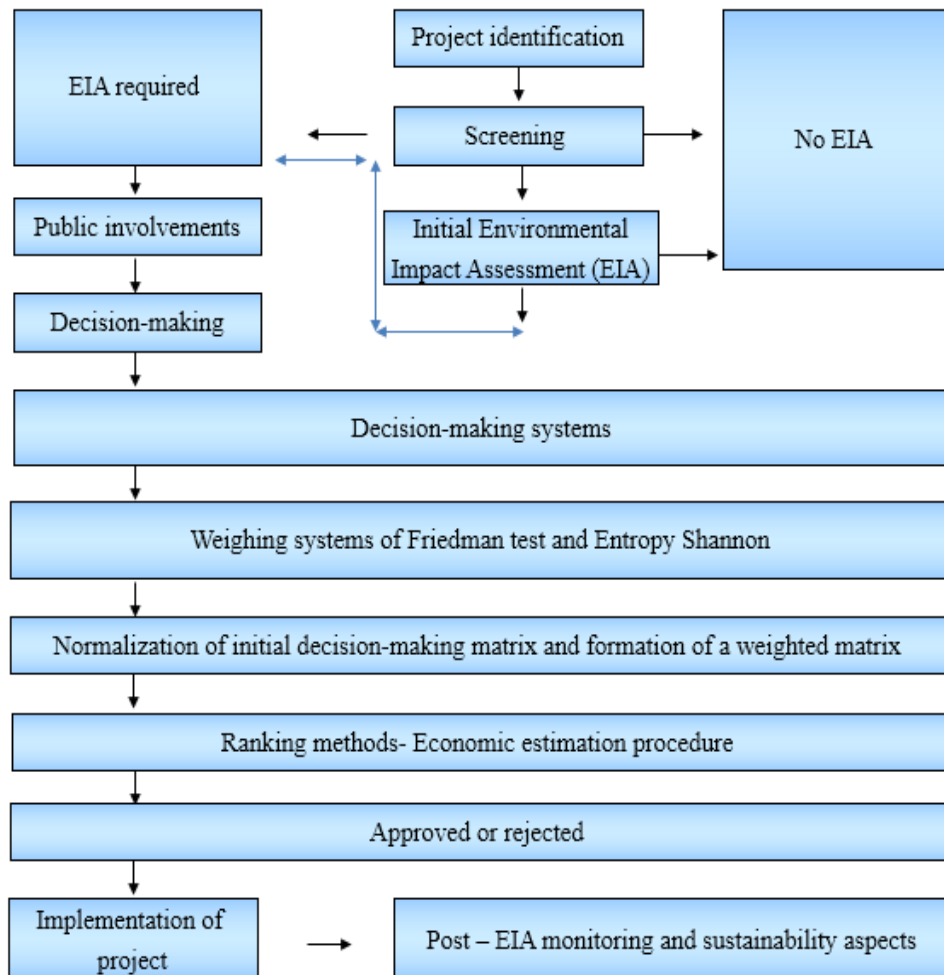 Project identification
EIA required
Screening
No EIA
Public involvements
Initial Environmental
Impact Assessment (EIA)
Decision-making
Decision-making systems
Weighing systems of Friedman test and Entropy Shannon
Normalization of initial decision-making matrix and formation of a weighted matrix
Ranking methods- Economic estimation procedure
Approved or rejected
Implementation of
project
Post – EIA monitoring and sustainability aspects